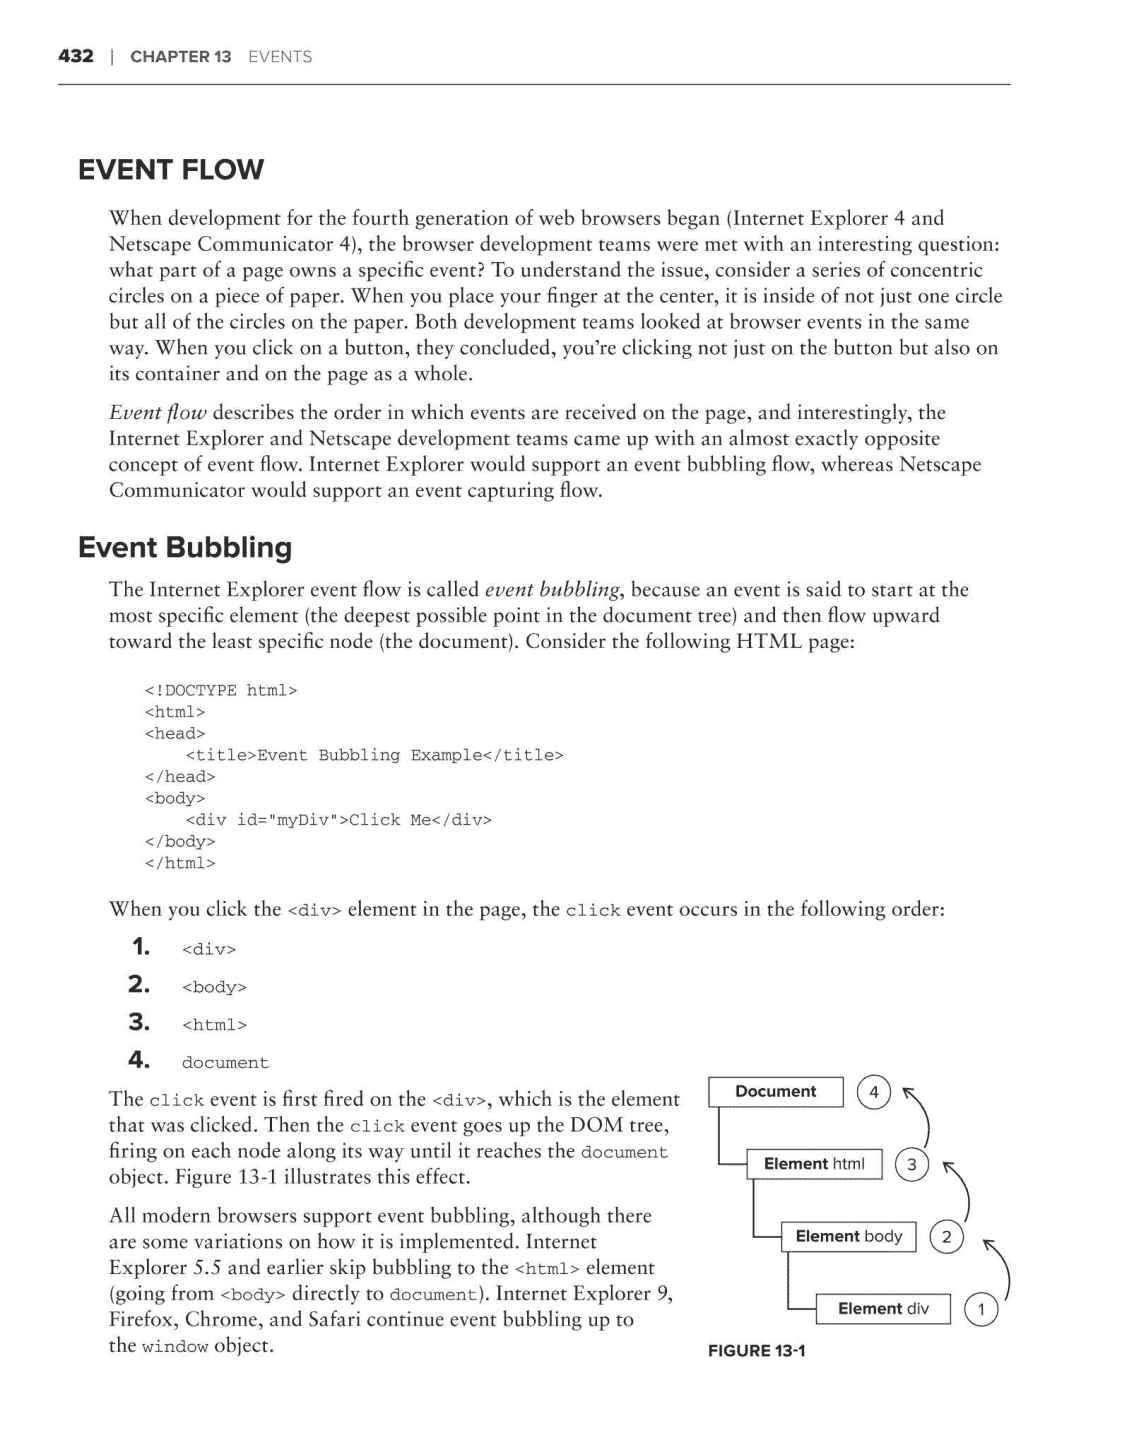 432 | CHAPTER 13 EVENTS
EVENT FLOW
When development for the fourth generation of web browsers began (Internet Explorer 4 and
Netscape Communicator 4), the browser development teams were met with an interesting question:
what part of a page owns a specific event? To understand the issue, consider a series of concentric
circles on a piece of paper. When you place your finger at the center, it is inside of not just one circle
but all of the circles on the paper. Both development teams looked at browser events in the same
way. When you click on a button, they concluded, you're clicking not just on the button but also on
its container and on the page as a whole.
Event flow describes the order in which events are received on the page, and interestingly, the
Internet Explorer and Netscape development teams came up with an almost exactly opposite
concept of event flow. Internet Explorer would support an event bubbling flow, whereas Netscape
Communicator would support an event capturing flow.
Event Bubbling
The Internet Explorer event flow is called event bubbling, because an event is said to start at the
most specific element (the deepest possible point in the document tree) and then flow upward
toward the least specific node (the document). Consider the following HTML page:
<!DOCTYPE html>
<html>
<head>
    <title>Event Bubbling Example</title>
</head>
<body>
    <div id="myDiv">Click Me</div>
</body>
</html>
When you click the <div> element in the page, the click event occurs in the following order:
1. <div>
2. <body>
3. <html>
4. document
The click event is first fired on the <div>, which is the element
that was clicked. Then the click event goes up the DOM tree,
firing on each node along its way until it reaches the document
object. Figure 13-1 illustrates this effect.
All modern browsers support event bubbling, although there
are some variations on how it is implemented. Internet
Explorer 5.5 and earlier skip bubbling to the <html> element
(going from <body> directly to document). Internet Explorer 9,
Firefox, Chrome, and Safari continue event bubbling up to
the window object.
Document 4
Element html 3
Element body 2
Element div 1
FIGURE 13-1